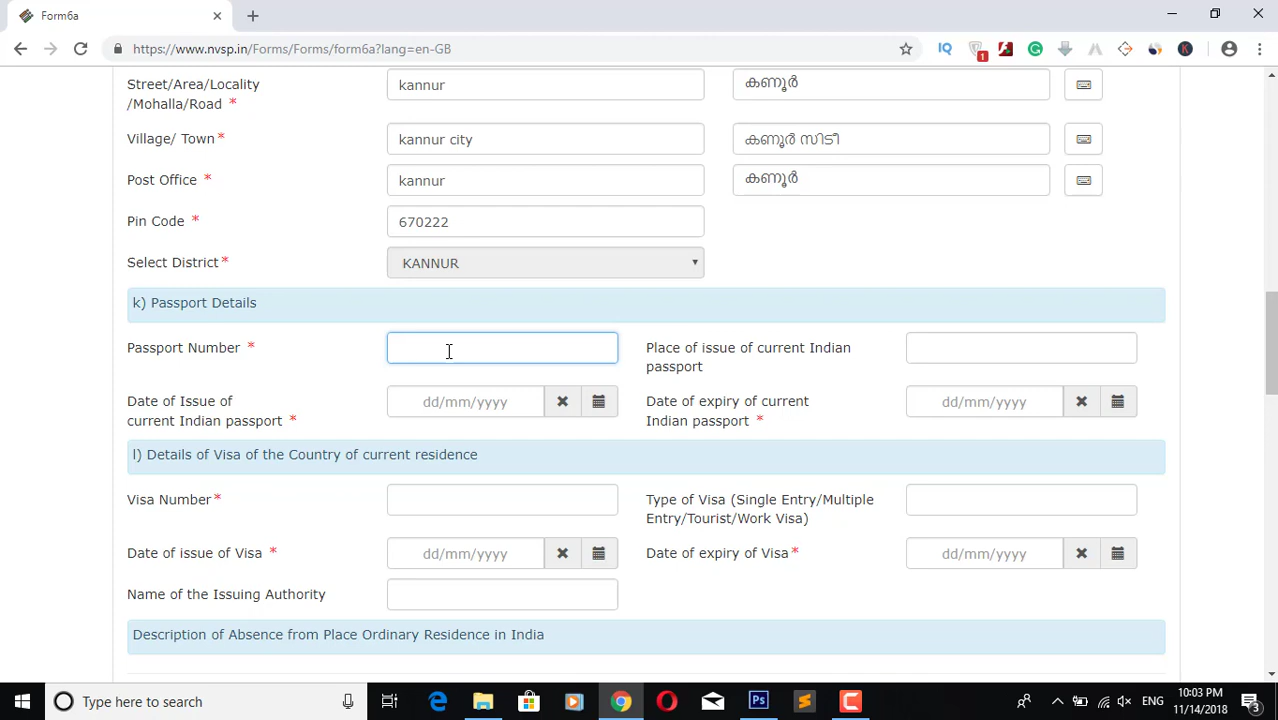 Form6a
https://www.nvsp.in/Forms/Forms/form6a?lang=en-GB
IQ
1
K
Street/Area/Locality
/Mohalla/Road *
kannur
കണൂർ
Village/ Town *
kannur city
കണൂർ സിടീ
Post Office *
kannur
കണൂർ
Pin Code *
670222
Select District *
KANNUR
k) Passport Details
Passport Number *
Place of issue of current Indian
passport
Date of Issue of
current Indian passport *
dd/mm/yyyy
Date of expiry of current
Indian passport *
dd/mm/yyyy
l) Details of Visa of the Country of current residence
Visa Number *
Type of Visa (Single Entry/Multiple
Entry/Tourist/Work Visa)
Date of issue of Visa *
dd/mm/yyyy
Date of expiry of Visa *
dd/mm/yyyy
Name of the Issuing Authority
Description of Absence from Place Ordinary Residence in India
Type here to search
Ps
ENG
10:03 PM
11/14/2018
3